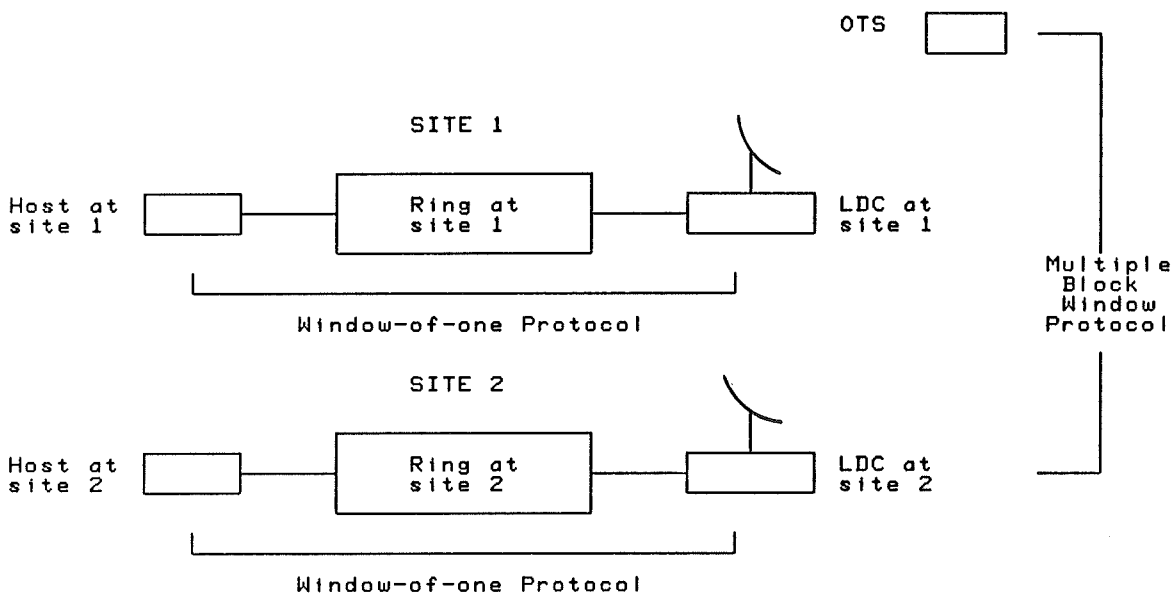 OTS
SITE 1
Host at
site 1
Ring at
site 1
LDC at
site 1
Window-of-one Protocol
Multiple
Block
Window
Protocol
SITE 2
Host at
site 2
Ring at
site 2
LDC at
site 2
Window-of-one Protocol